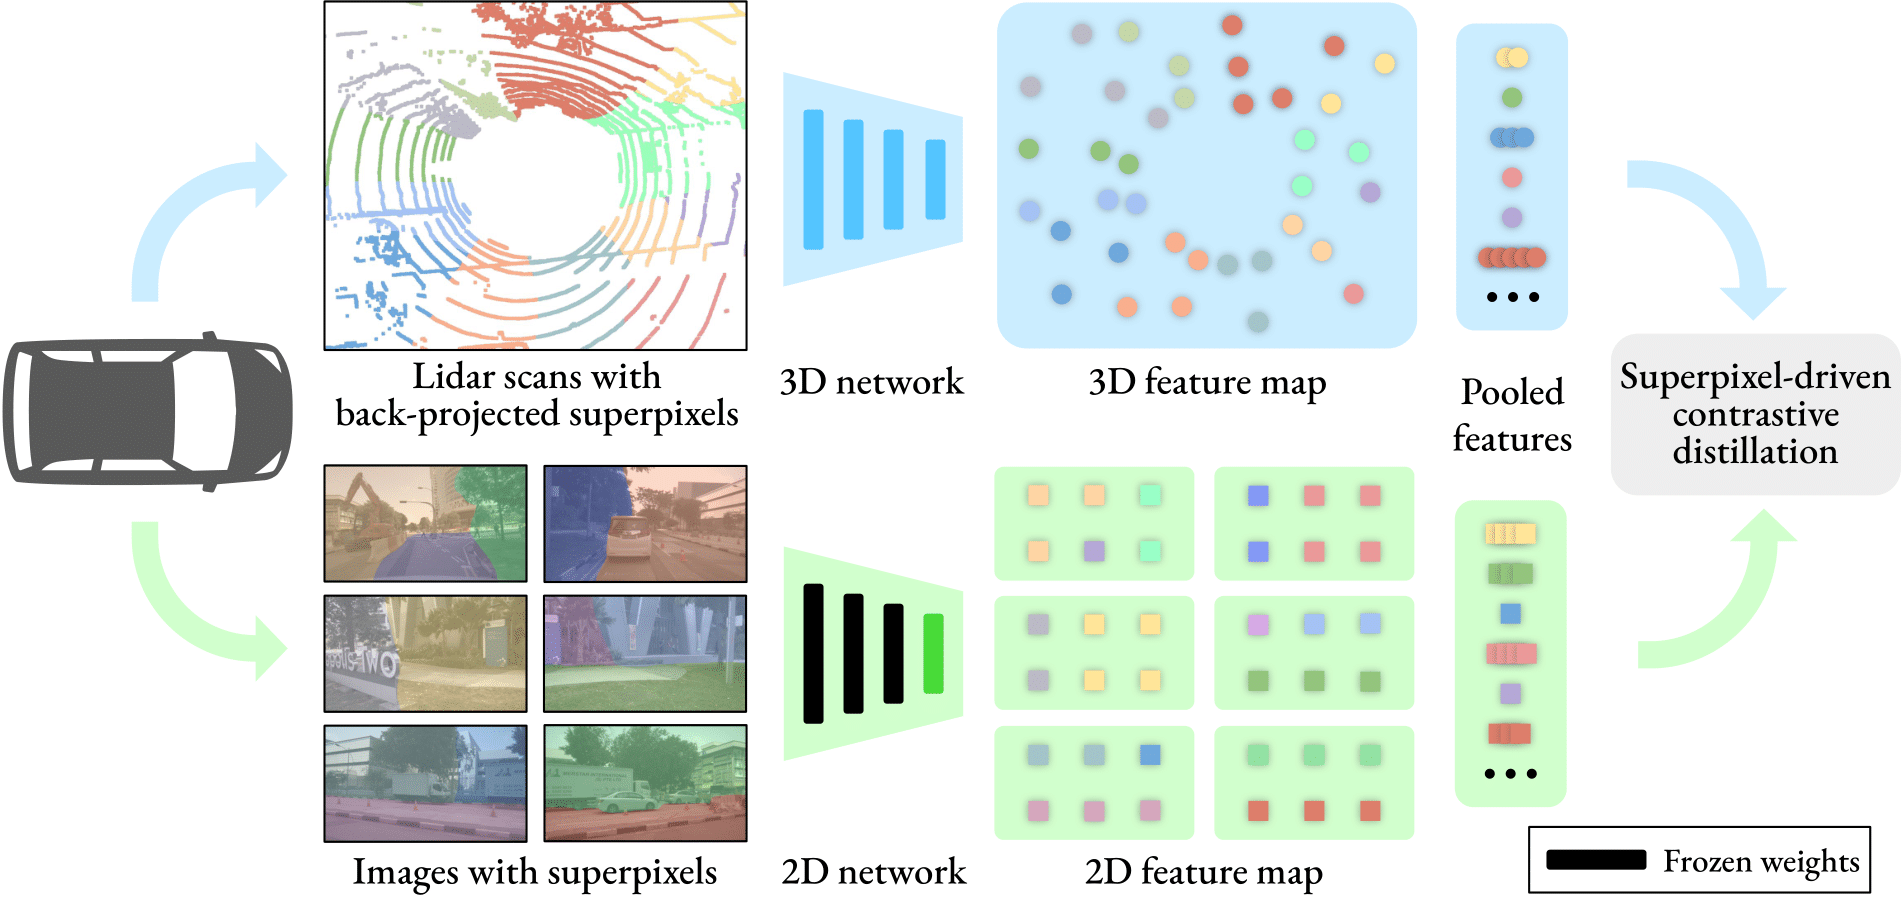 Lidar scans with
back-projected superpixels
3D network
3D feature map
Pooled
features
Superpixel-driven
contrastive
distillation
Images with superpixels
2D network
2D feature map
Frozen weights